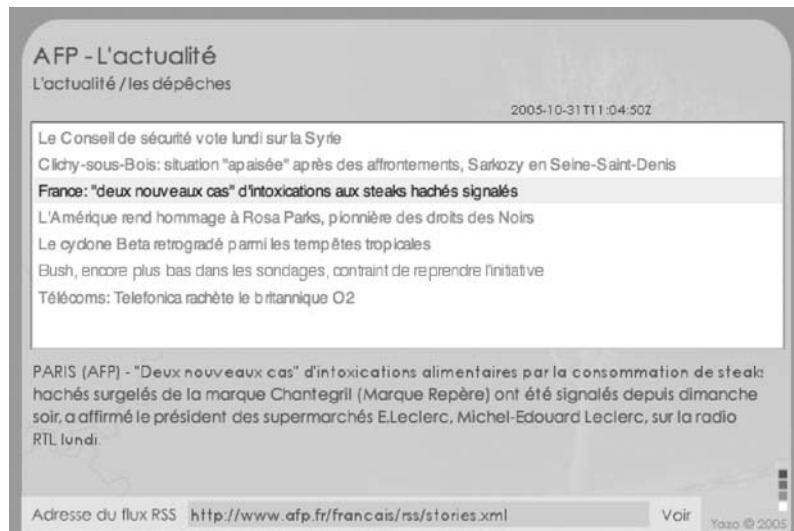 AFP - L'actualité
L'actualité / les dépêches
2005-10-31T11:04:50Z
Le Conseil de sécurité vote lundi sur la Syrie
Clichy-sous-Bois: situation "apaisée" après des affrontements, Sarkozy en Seine-Saint-Denis
France: "deux nouveaux cas" d'intoxications aux steaks hachés signalés
L'Amérique rend hommage à Rosa Parks, pionnière des droits des Noirs
Le cyclone Beta retrogradé parmi les tempêtes tropicales
Bush, encore plus bas dans les sondages, contraint de reprendre l'initiative
Télécoms: Telefonica rachète le britannique O2
PARIS (AFP) - "Deux nouveaux cas" d'intoxications alimentaires par la consommation de steaks
hachés surgelés de la marque Chantegril (Marque Repère) ont été signalés depuis dimanche
soir, a affirmé le président des supermarchés E.Leclerc, Michel-Edouard Leclerc, sur la radio
RTL lundi.
Adresse du flux RSS http://www.afp.fr/francais/rss/stories.xml Voir
Yazo © 2005